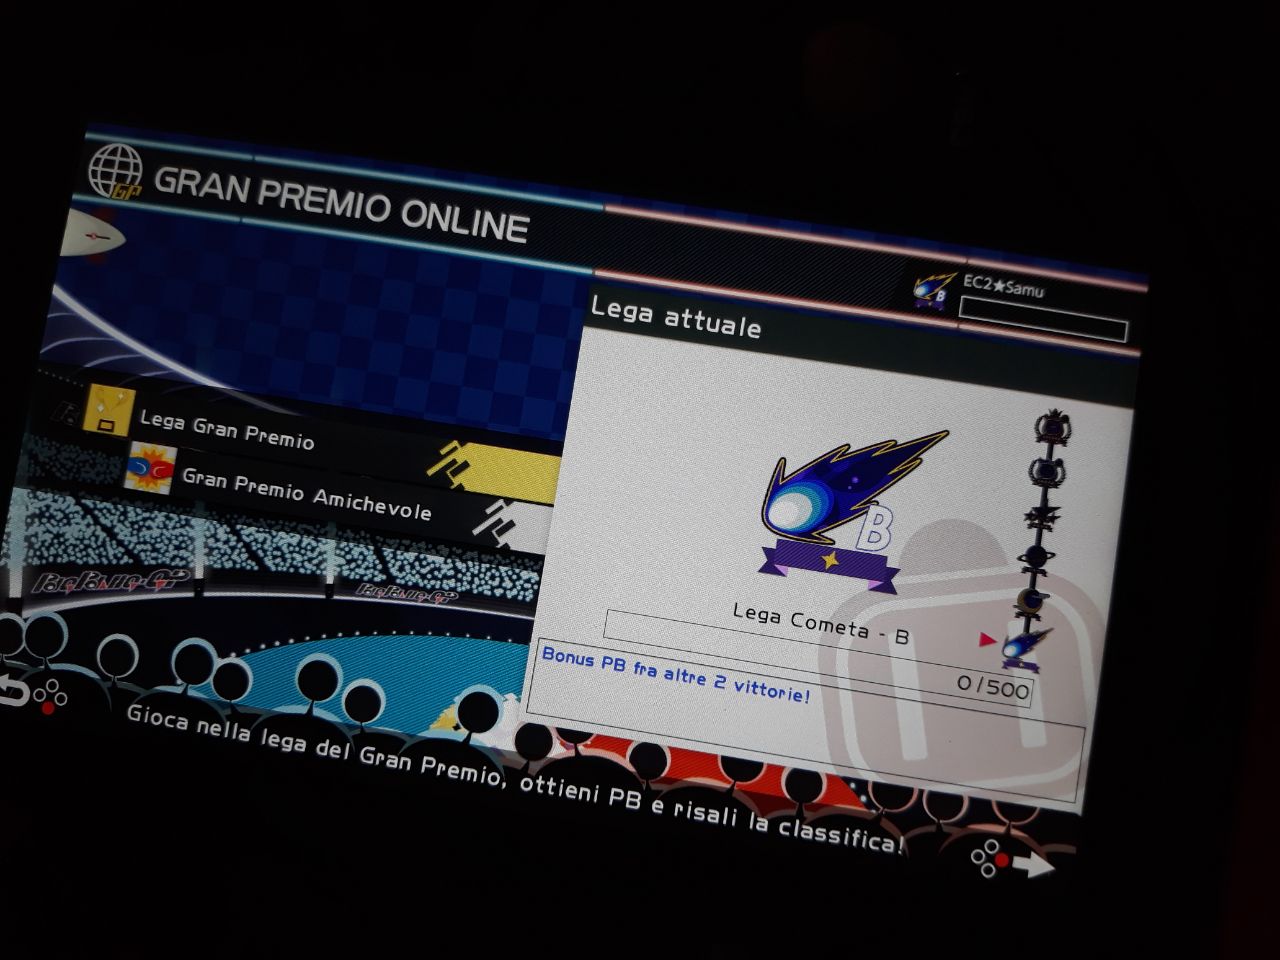 GP
GRAN PREMIO ONLINE
B
EC2★Samu
Lega attuale
Lega Gran Premio
Gran Premio Amichevole
B
Lega Cometa - B
0/500
Bonus PB fra altre 2 vittorie!
Gioca nella lega del Gran Premio, ottieni PB e risali la classifica!